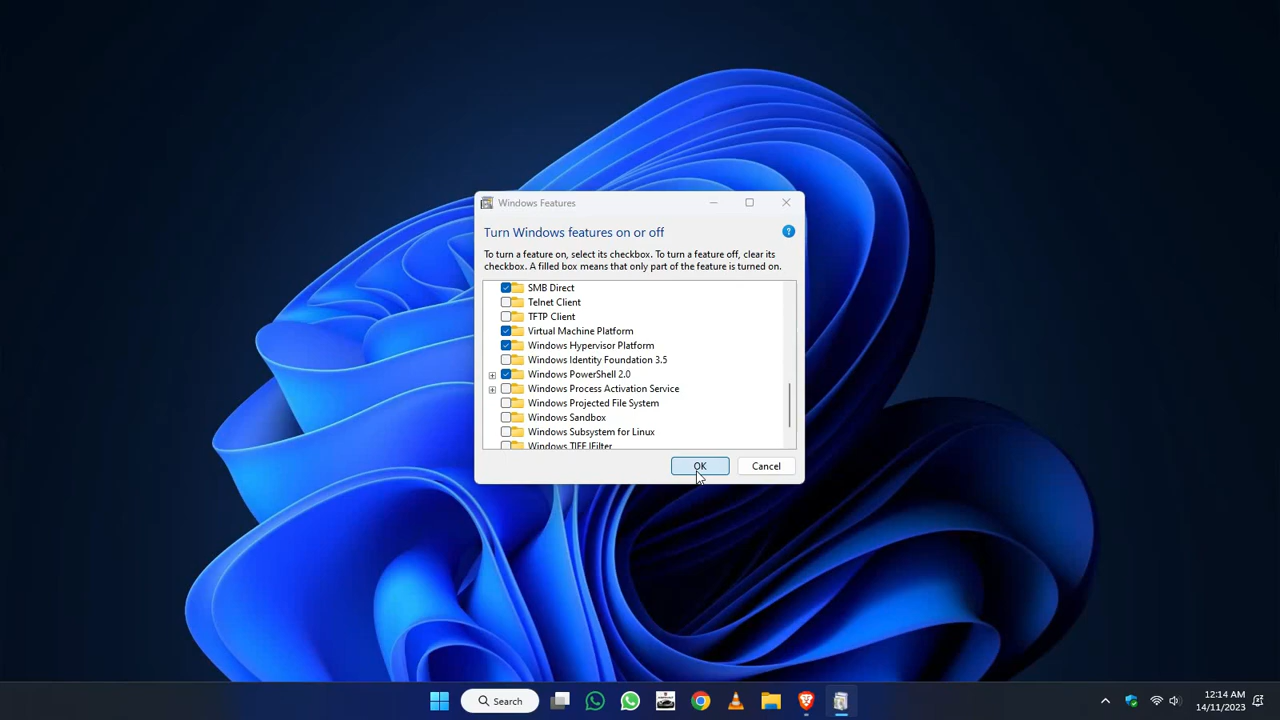 Windows Features
Turn Windows features on or off
To turn a feature on, select its checkbox. To turn a feature off, clear its
checkbox. A filled box means that only part of the feature is turned on.
SMB Direct
Telnet Client
TFTP Client
Virtual Machine Platform
Windows Hypervisor Platform
Windows Identity Foundation 3.5
Windows PowerShell 2.0
Windows Process Activation Service
Windows Projected File System
Windows Sandbox
Windows Subsystem for Linux
Windows TIFF IFilter
OK Cancel
Search
12:14 AM
14/11/2023